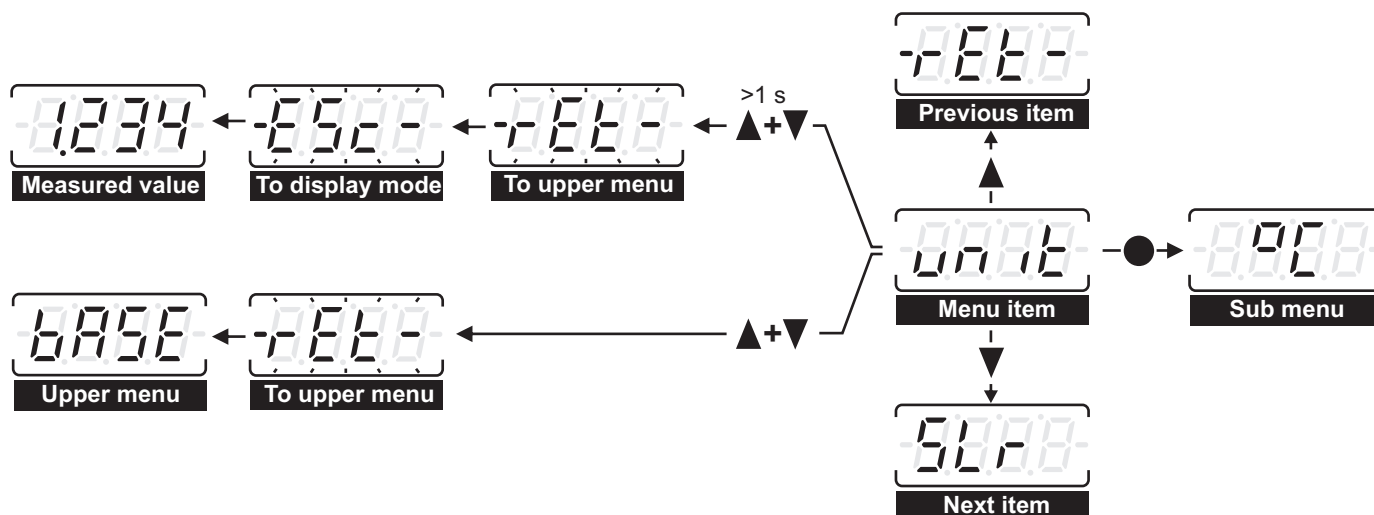 -rEt-
Previous item
>1 s
1.234
-ESc-
-rEt-
▲+▼
Measured value
To display mode
To upper menu
unit
°C
Menu item
Sub menu
bASE
-rEt-
▲+▼
Upper menu
To upper menu
SLr
Next item